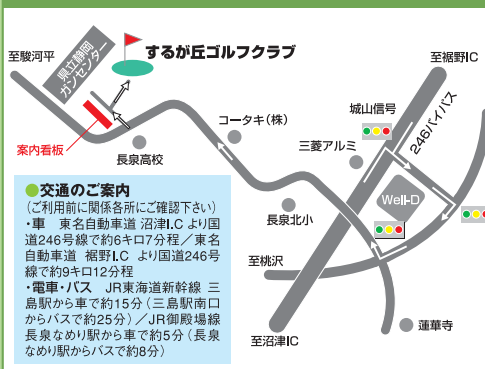 至駿河平
県立静岡
ガンセンター
するが丘ゴルフクラブ
至裾野IC
城山信号
246バイパス
コータキ(株)
三菱アルミ
案内看板
長泉高校
Well-D
長泉北小
至桃沢
蓮華寺
至沼津IC
●交通のご案内
(ご利用前に関係各所にご確認下さい)
・車 東名自動車道 沼津I.C より国
道246号線で約6キロ7分程/東名
自動車道 裾野I.C より国道246号
線で約9キロ12分程
・電車・バス JR東海道新幹線 三
島駅から車で約15分(三島駅南口
からバスで約25分)/JR御殿場線
長泉なめり駅から車で約5分(長泉
なめり駅からバスで約8分)